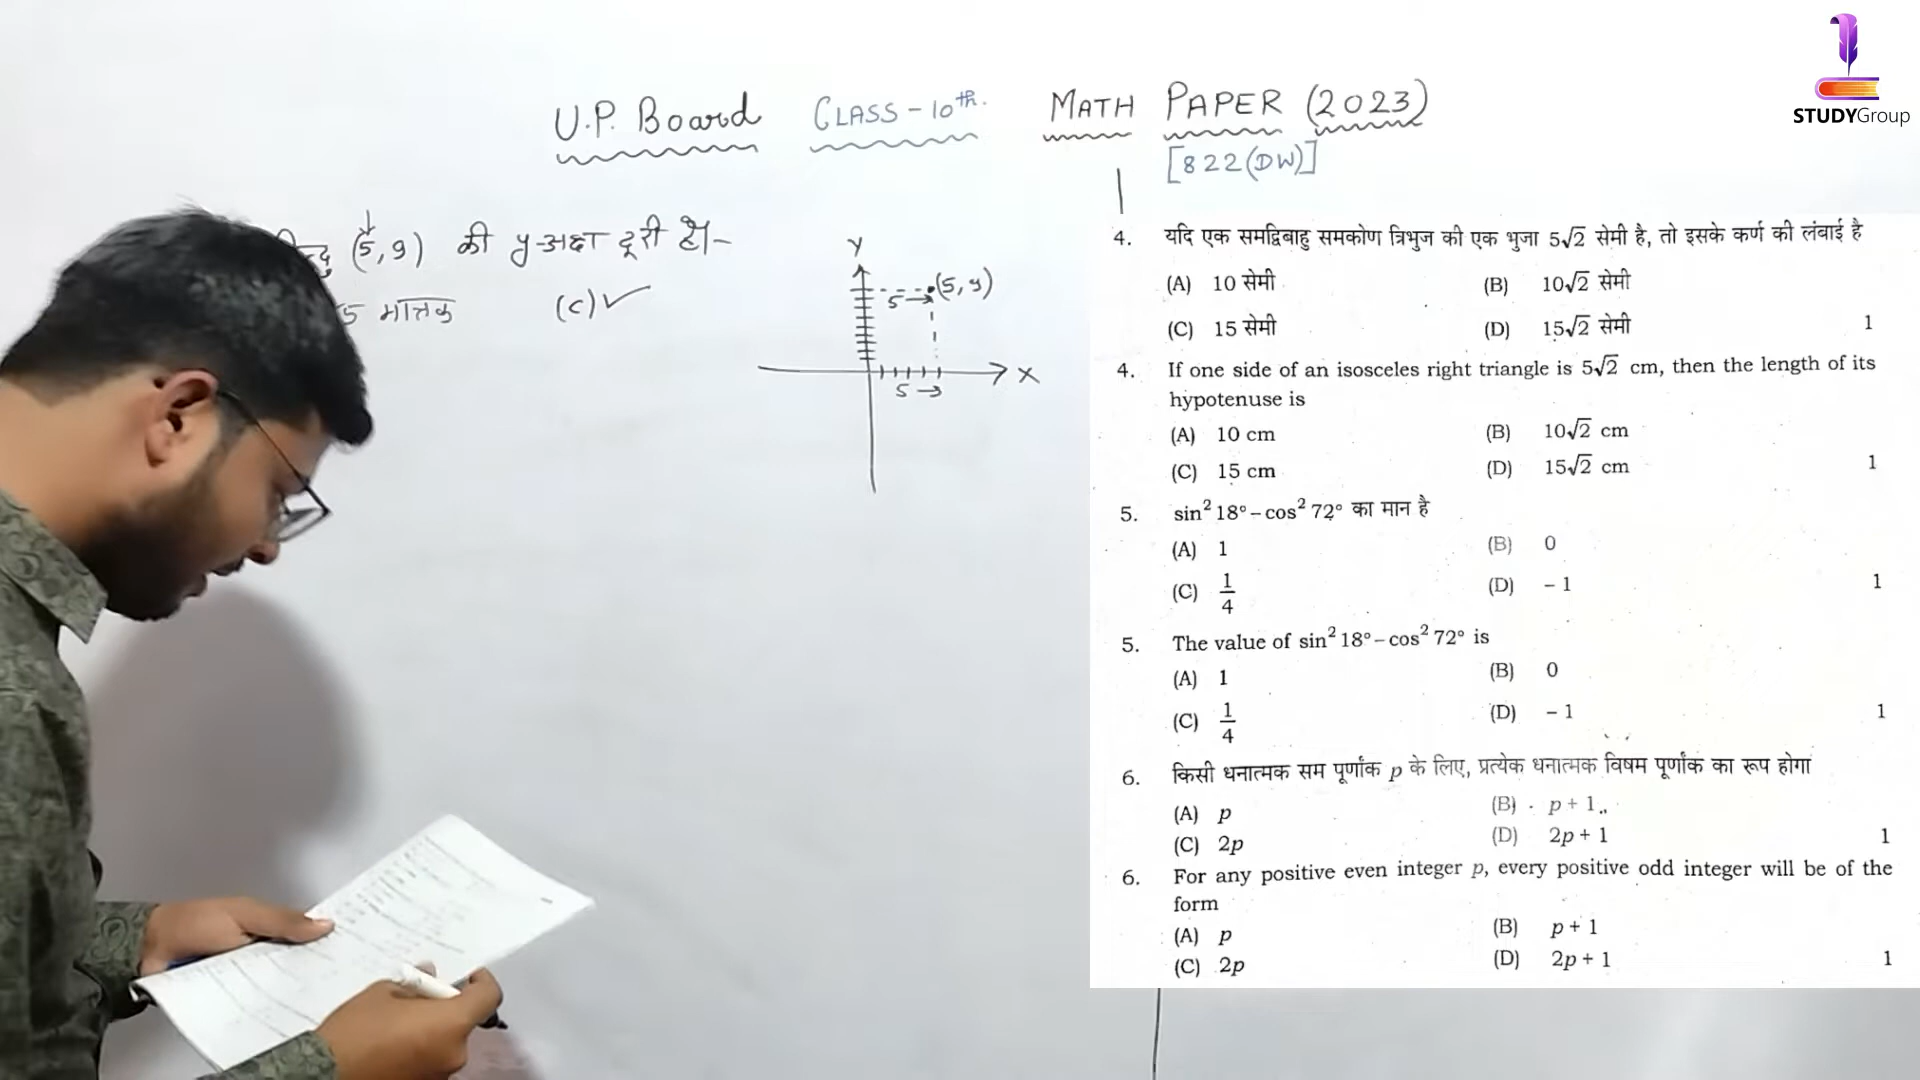 STUDYGroup
U.P. Board CLASS-10th. MATH PAPER (2023)
[822(DW)]
(5,9) की y-अक्ष दूरी है।-
5 मात्रक (c)✓
Y
(5,9)
5→
X
5→
4. यदि एक समद्विबाहु समकोण त्रिभुज की एक भुजा 5√2 सेमी है, तो इसके कर्ण की लंवाई है
(A) 10 सेमी (B) 10√2 सेमी
(C) 15 सेमी (D) 15√2 सेमी 1
4. If one side of an isosceles right triangle is 5√2 cm, then the length of its
hypotenuse is
(A) 10 cm (B) 10√2 cm
(C) 15 cm (D) 15√2 cm 1
5. sin² 18° – cos² 72° का मान है
(A) 1 (B) 0
(C) 1/4 (D) – 1 1
5. The value of sin² 18° – cos² 72° is
(A) 1 (B) 0
(C) 1/4 (D) – 1 1
6. किसी धनात्मक सम पूर्णांक p के लिए, प्रत्येक धनात्मक विषम पूर्णांक का रूप होगा
(A) p (B) p + 1
(C) 2p (D) 2p + 1 1
6. For any positive even integer p, every positive odd integer will be of the
form
(A) p (B) p + 1
(C) 2p (D) 2p + 1 1